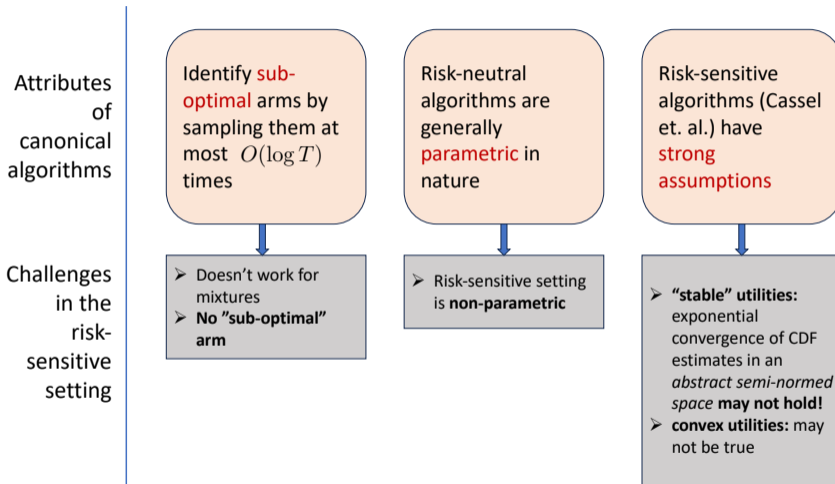 Attributes
of
canonical
algorithms
Identify sub-
optimal arms by
sampling them at
most O(log T)
times
Risk-neutral
algorithms are
generally
parametric in
nature
Risk-sensitive
algorithms (Cassel
et. al.) have
strong
assumptions
Challenges
in the
risk-
sensitive
setting
➢ Doesn't work for
mixtures
➢ No ”sub-optimal”
arm
➢ Risk-sensitive setting
is non-parametric
➢ “stable” utilities:
exponential
convergence of CDF
estimates in an
abstract semi-normed
space may not hold!
➢ convex utilities: may
not be true